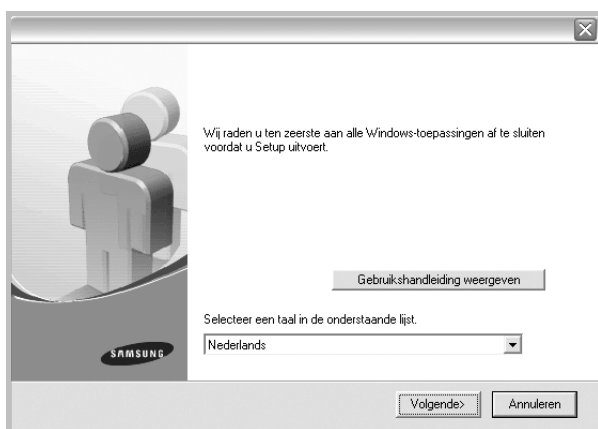 Wij raden u ten zeerste aan alle Windows-toepassingen af te sluiten
voordat u Setup uitvoert.
Gebruikshandleiding weergeven
Selecteer een taal in de onderstaande lijst.
Nederlands
SAMSUNG
Volgende>
Annuleren